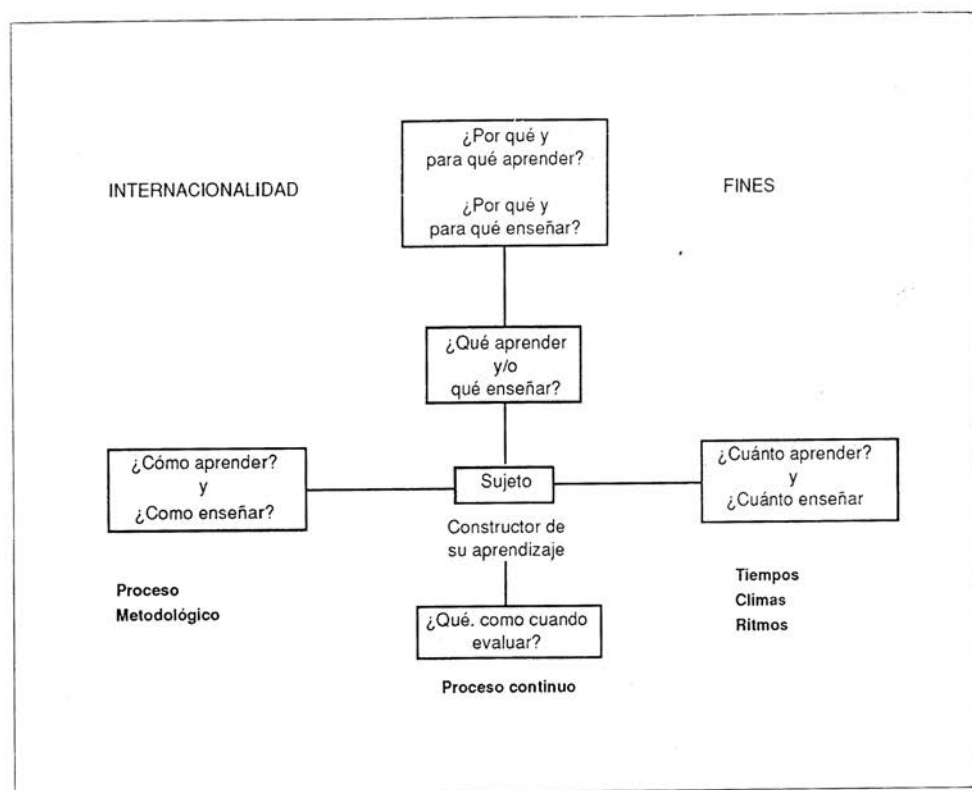 ¿Por qué y
para qué aprender?
INTERNACIONALIDAD
FINES
¿Por qué y
para qué enseñar?
¿Qué aprender
y/o
qué enseñar?
¿Cómo aprender?
y
¿Como enseñar?
Sujeto
¿Cuánto aprender?
y
¿Cuánto enseñar
Constructor de
su aprendizaje
Proceso
Metodológico
Tiempos
Climas
Ritmos
¿Qué. como cuando
evaluar?
Proceso continuo